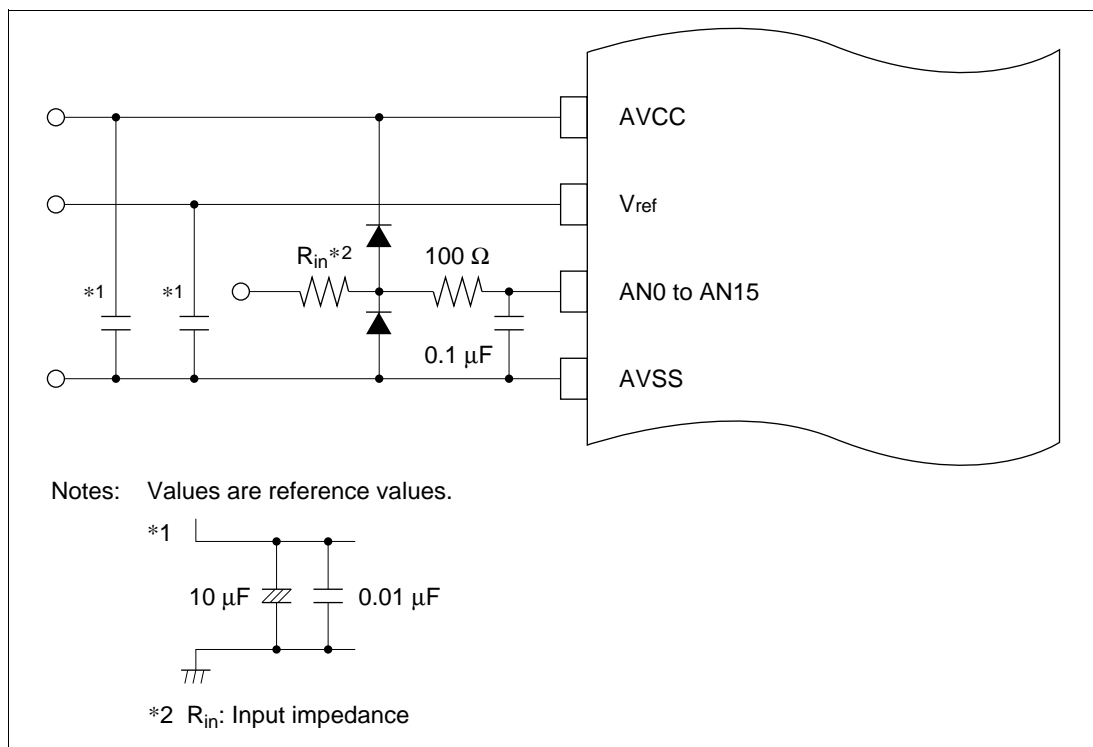 AVCC
Vref
Rin*2
100 Ω
*1
*1
AN0 to AN15
0.1 μF
AVSS
Notes: Values are reference values.
*1
10 μF
0.01 μF
*2 Rin: Input impedance